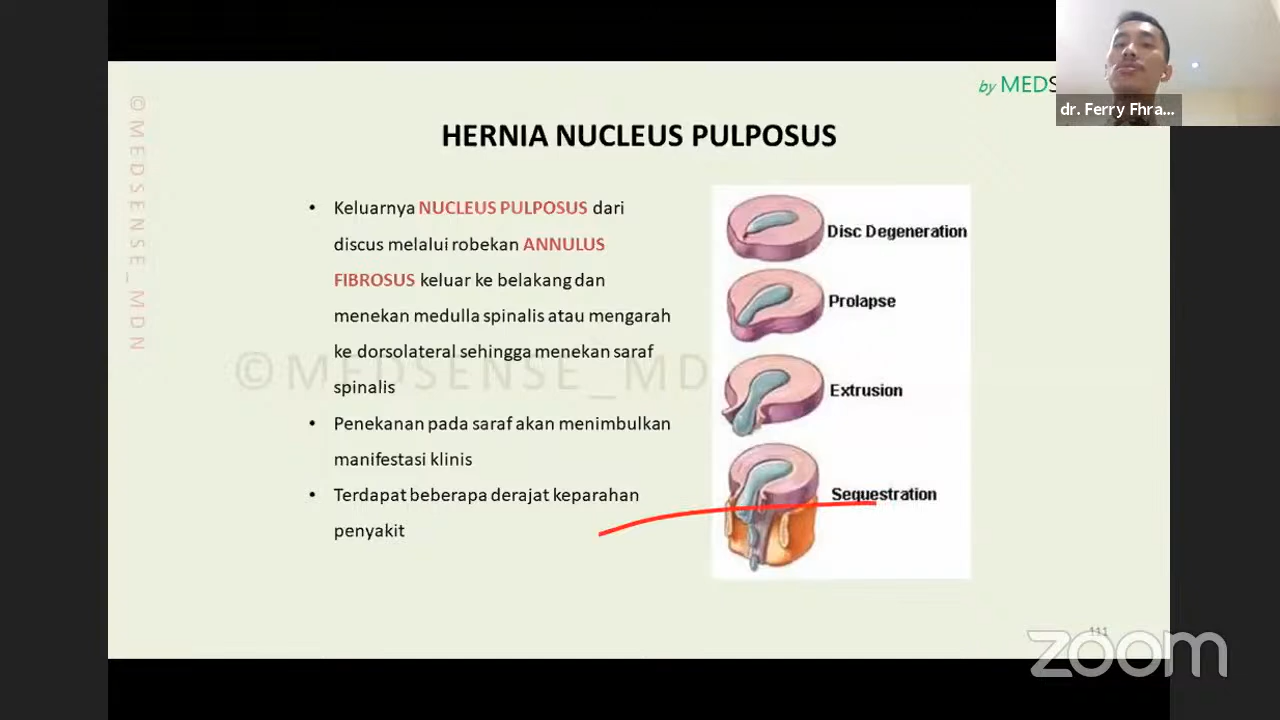 by MEDS
dr. Ferry Fhra...
©MEDSENSE_MDN
HERNIA NUCLEUS PULPOSUS
• Keluarnya NUCLEUS PULPOSUS dari
discus melalui robekan ANNULUS
FIBROSUS keluar ke belakang dan
menekan medulla spinalis atau mengarah
ke dorsolateral sehingga menekan saraf
spinalis
• Penekanan pada saraf akan menimbulkan
manifestasi klinis
• Terdapat beberapa derajat keparahan
penyakit
©MEDSENSE_MD
Disc Degeneration
Prolapse
Extrusion
Sequestration
111
zoom